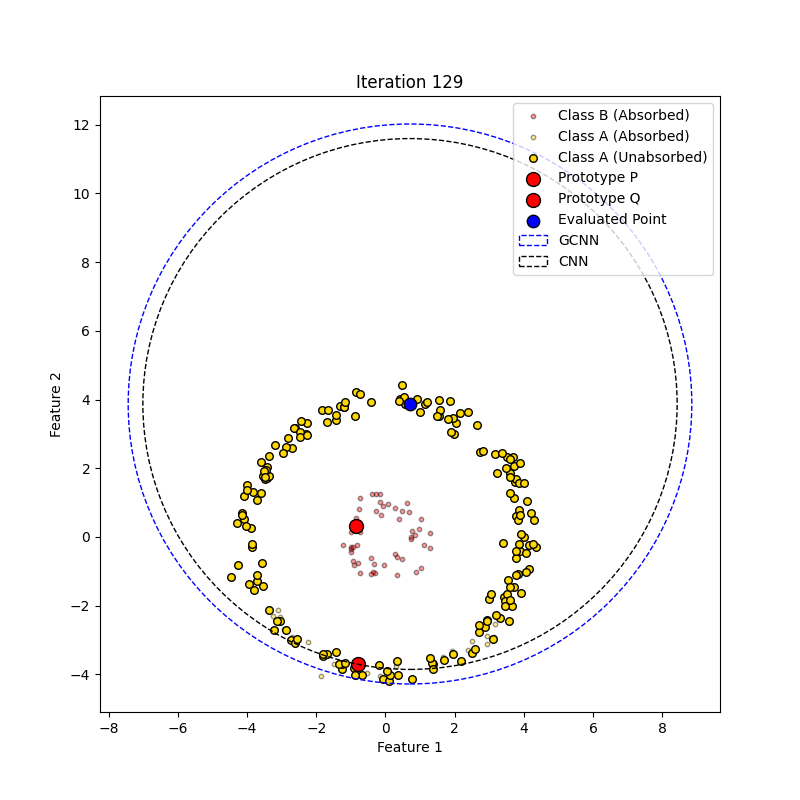 Iteration 129
Class B (Absorbed)
Class A (Absorbed)
Class A (Unabsorbed)
Prototype P
Prototype Q
Evaluated Point
GCNN
CNN
12
10
8
6
4
2
0
−2
−4
Feature 2
−8 −6 −4 −2 0 2 4 6 8
Feature 1